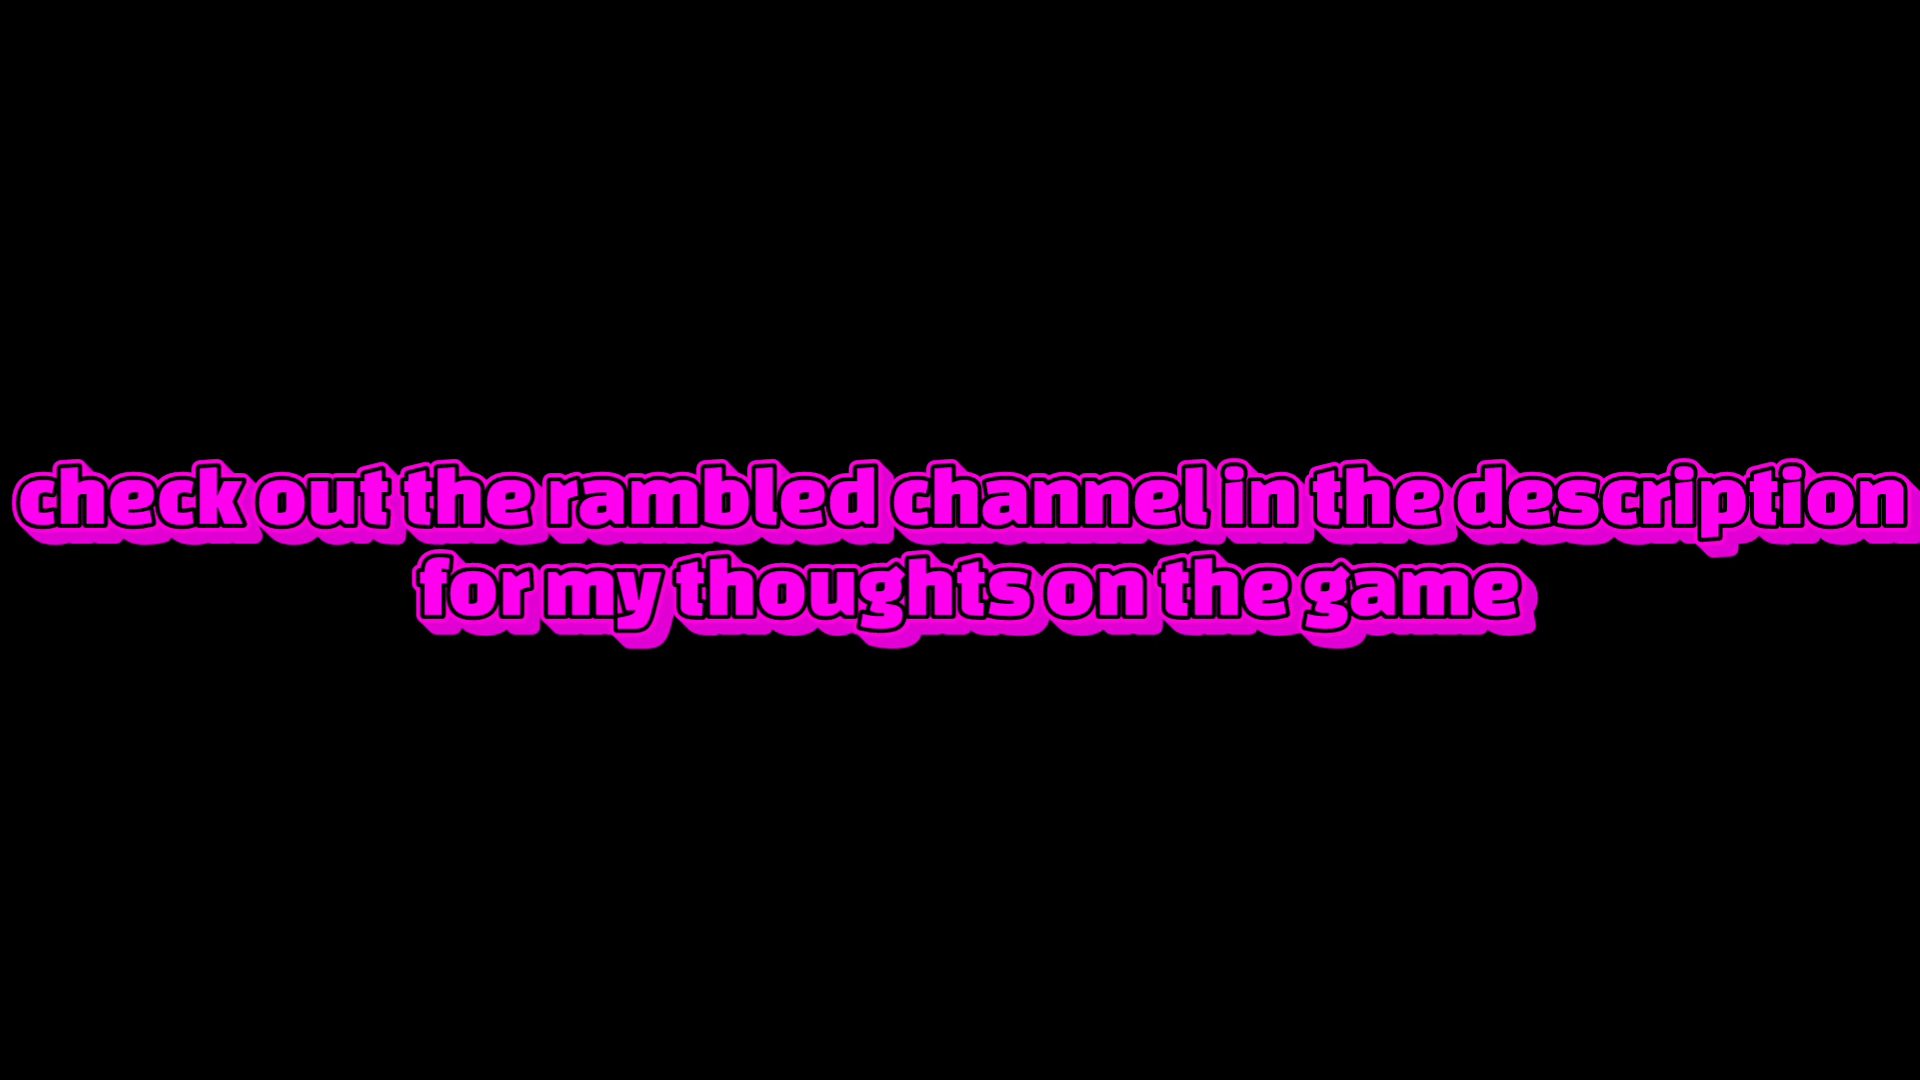 check out the rambled channel in the description
for my thoughts on the game